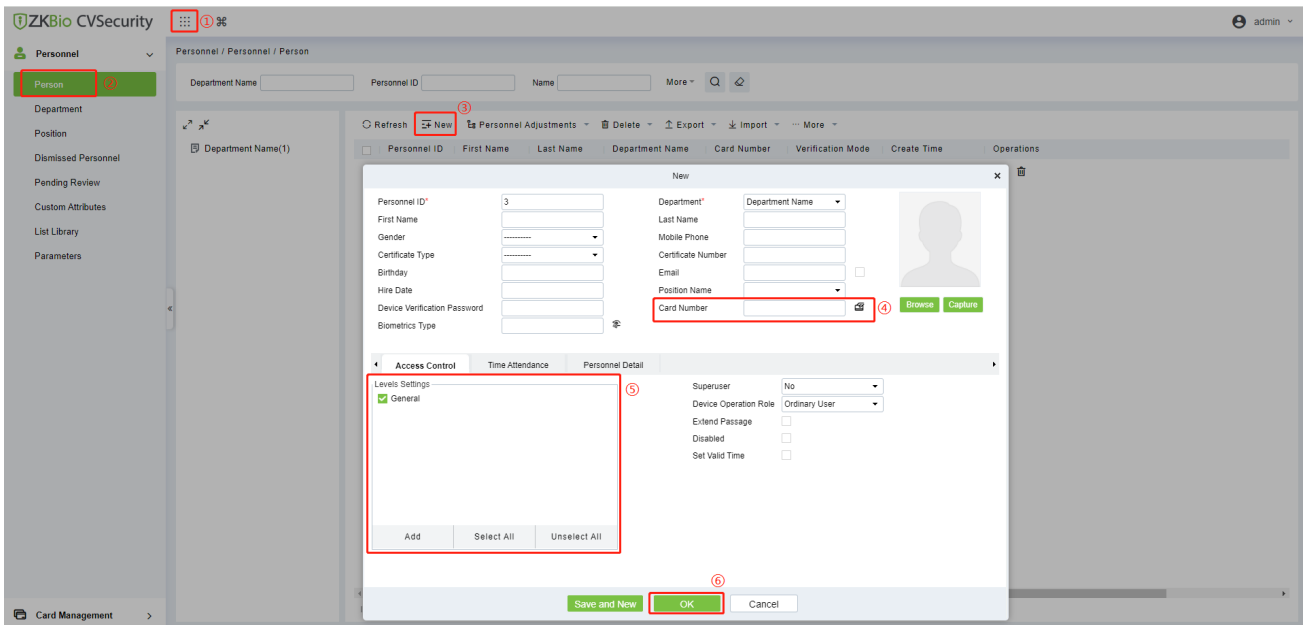 ZKBio CVSecurity ① ⌘ admin
Personnel
Person ②
Department
Position
Dismissed Personnel
Pending Review
Custom Attributes
List Library
Parameters
Card Management
Personnel / Personnel / Person
Department Name Personnel ID Name More
③
Refresh New Personnel Adjustments Delete Export Import ··· More
Department Name(1)
Personnel ID First Name Last Name Department Name Card Number Verification Mode Create Time Operations
New
Personnel ID* 3 Department* Department Name
First Name Last Name
Gender ---------- Mobile Phone
Certificate Type ---------- Certificate Number
Birthday Email
Hire Date Position Name
Device Verification Password Card Number ④ Browse Capture
Biometrics Type
Access Control Time Attendance Personnel Detail
Levels Settings ⑤
General
Add Select All Unselect All
Superuser No
Device Operation Role Ordinary User
Extend Passage
Disabled
Set Valid Time
⑥
Save and New OK Cancel